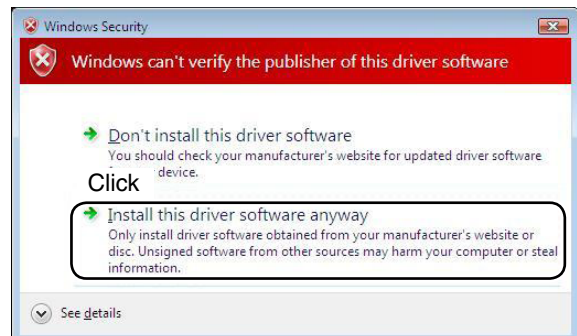 Windows Security
Windows can't verify the publisher of this driver software
Don't install this driver software
You should check your manufacturer's website for updated driver software
device.
Click
Install this driver software anyway
Only install driver software obtained from your manufacturer's website or
disc. Unsigned software from other sources may harm your computer or steal
information.
See details